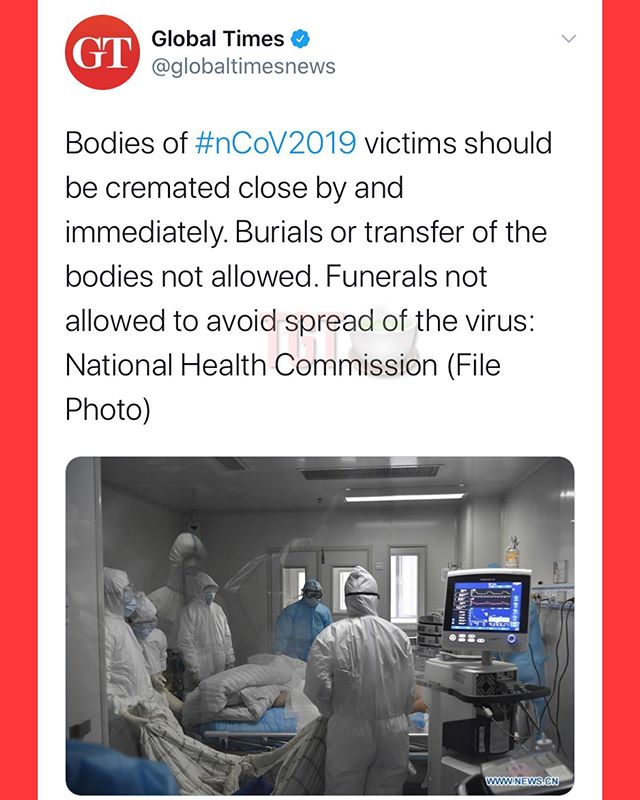 GT
Global Times
@globaltimesnews
Bodies of #nCoV2019 victims should
be cremated close by and
immediately. Burials or transfer of the
bodies not allowed. Funerals not
allowed to avoid spread of the virus:
National Health Commission (File
Photo)
TGT
WWW.NEWS.CN